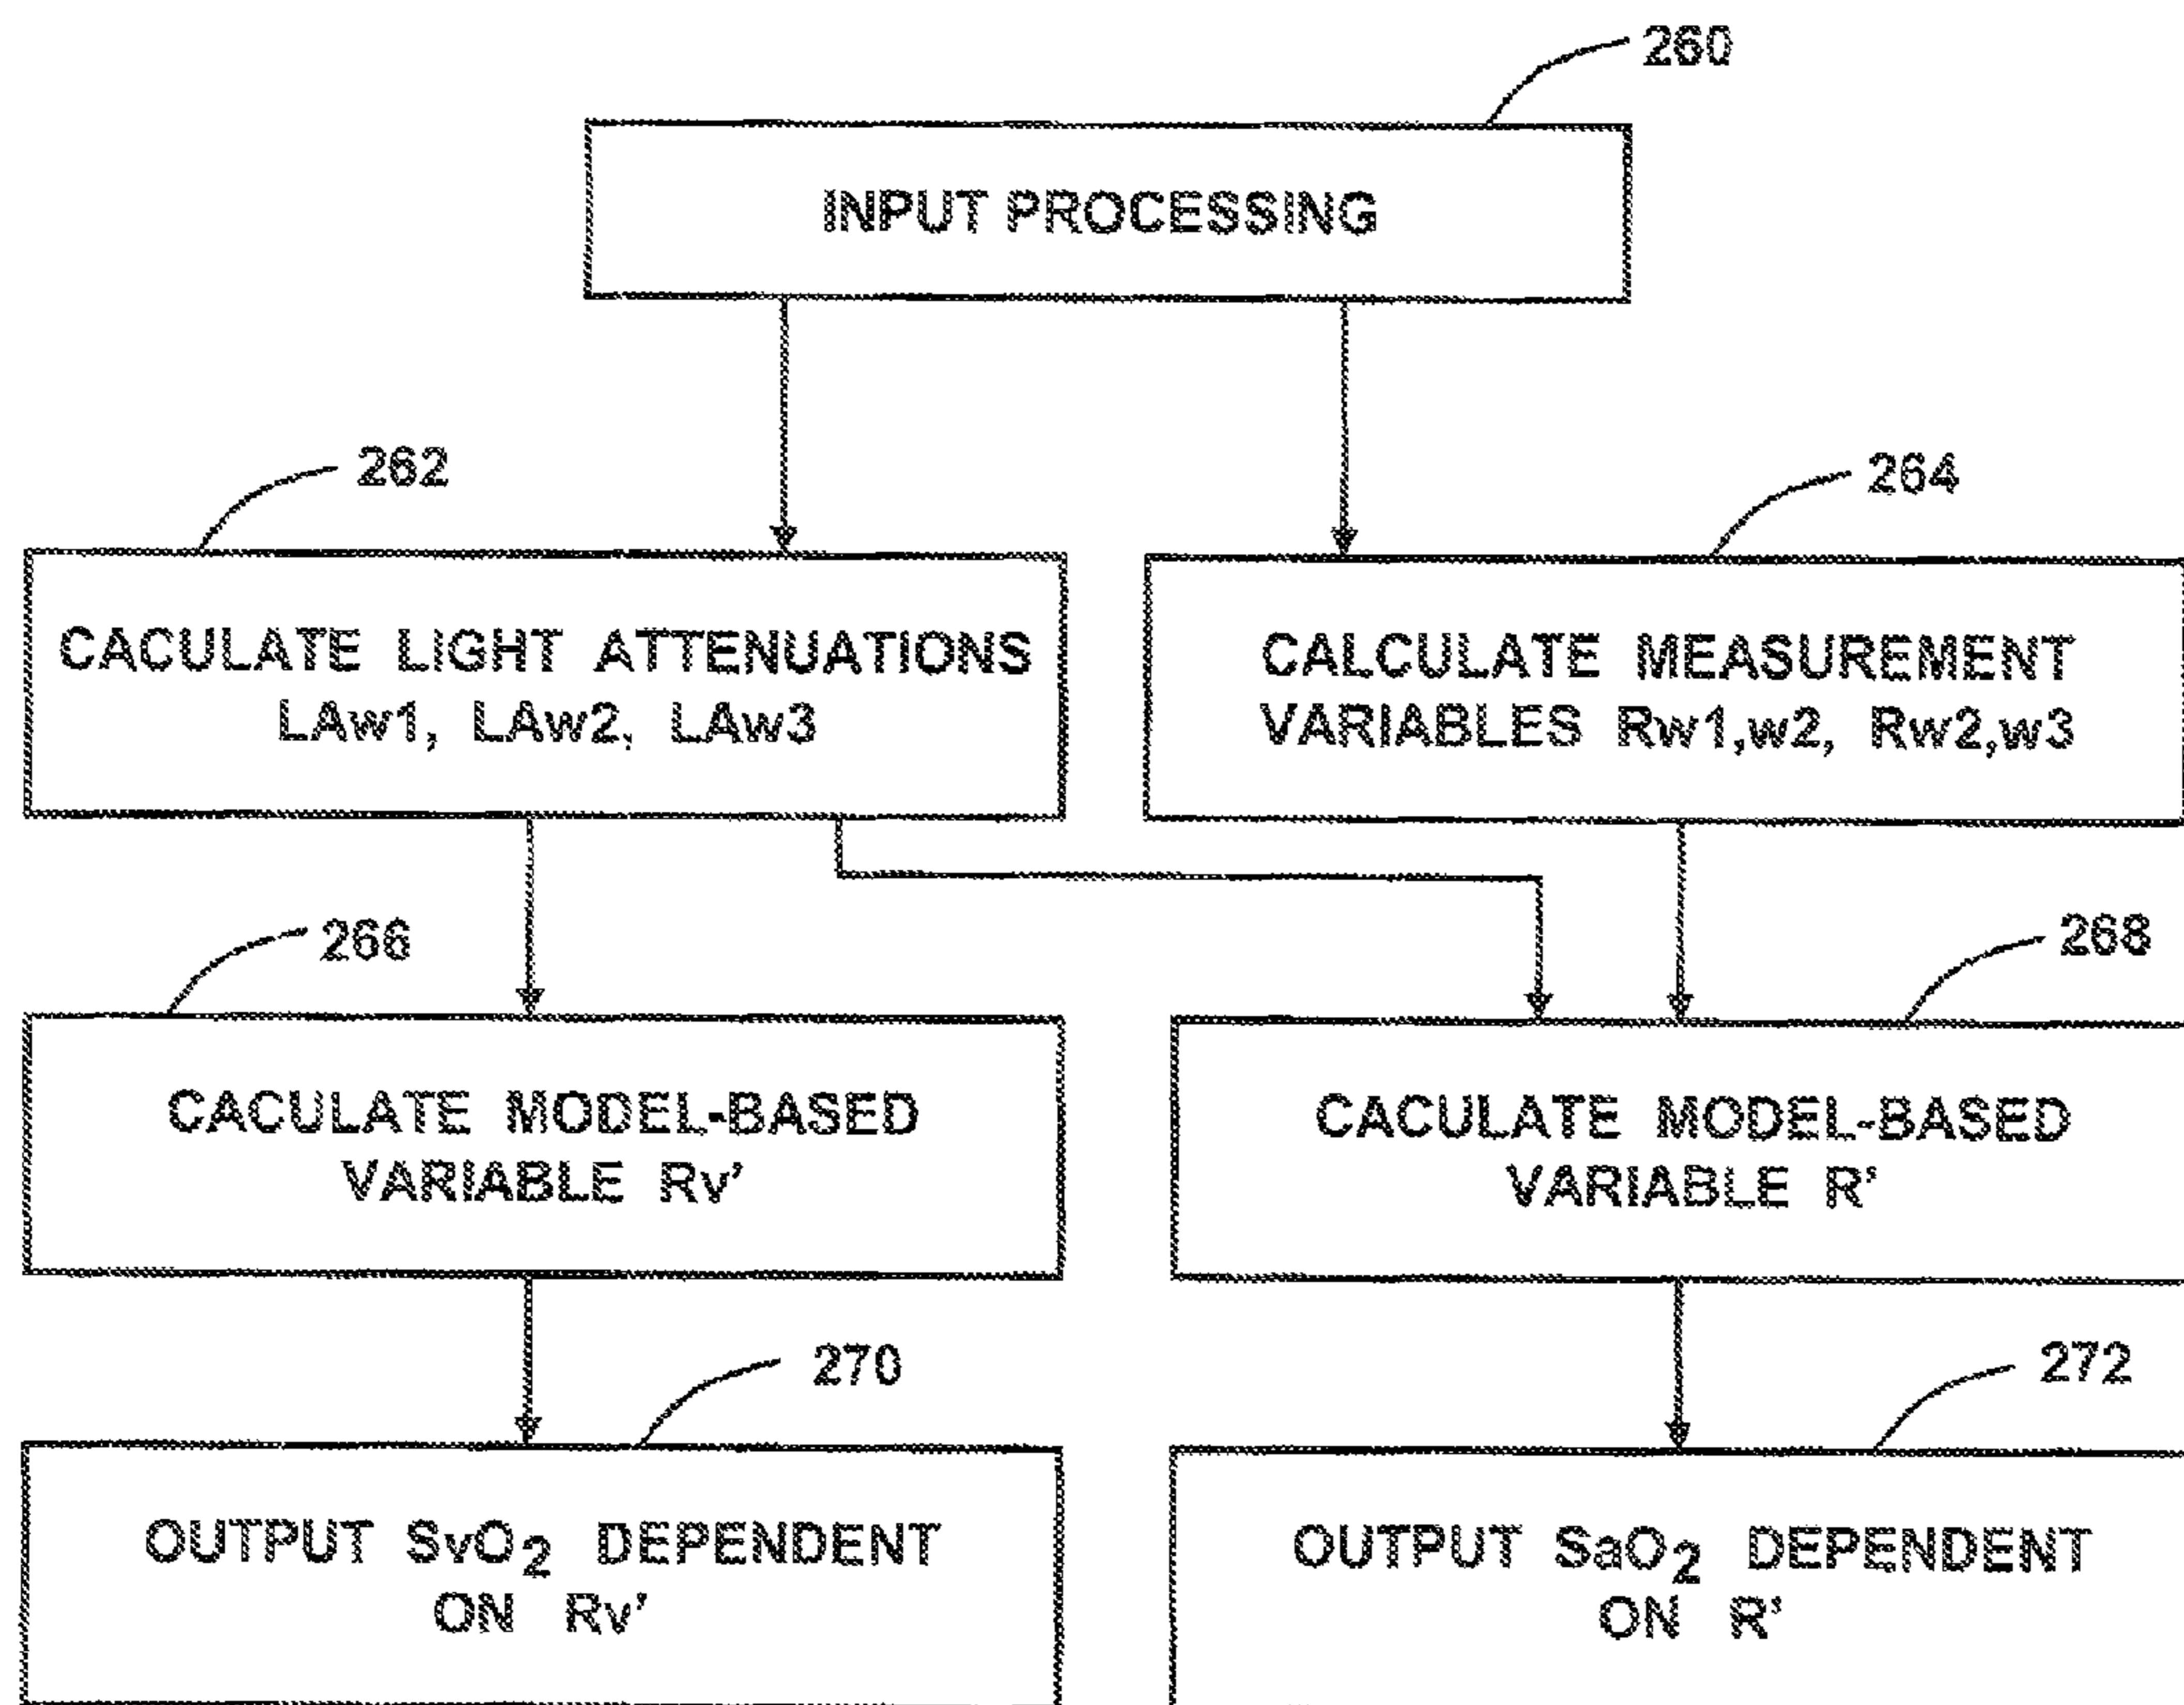 260
INPUT PROCESSING
262
264
CACULATE LIGHT ATTENUATIONS
LAw1, LAw2, LAw3
CALCULATE MEASUREMENT
VARIABLES Rw1,w2, Rw2,w3
266
268
CACULATE MODEL-BASED
VARIABLE Rv'
CACULATE MODEL-BASED
VARIABLE R'
270
272
OUTPUT SvO₂ DEPENDENT
ON Rv'
OUTPUT SaO₂ DEPENDENT
ON R'